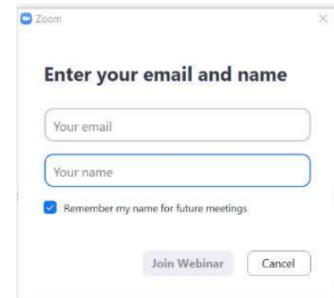 Zoom
Enter your email and name
Your email
Your name
Remember my name for future meetings
Join Webinar Cancel